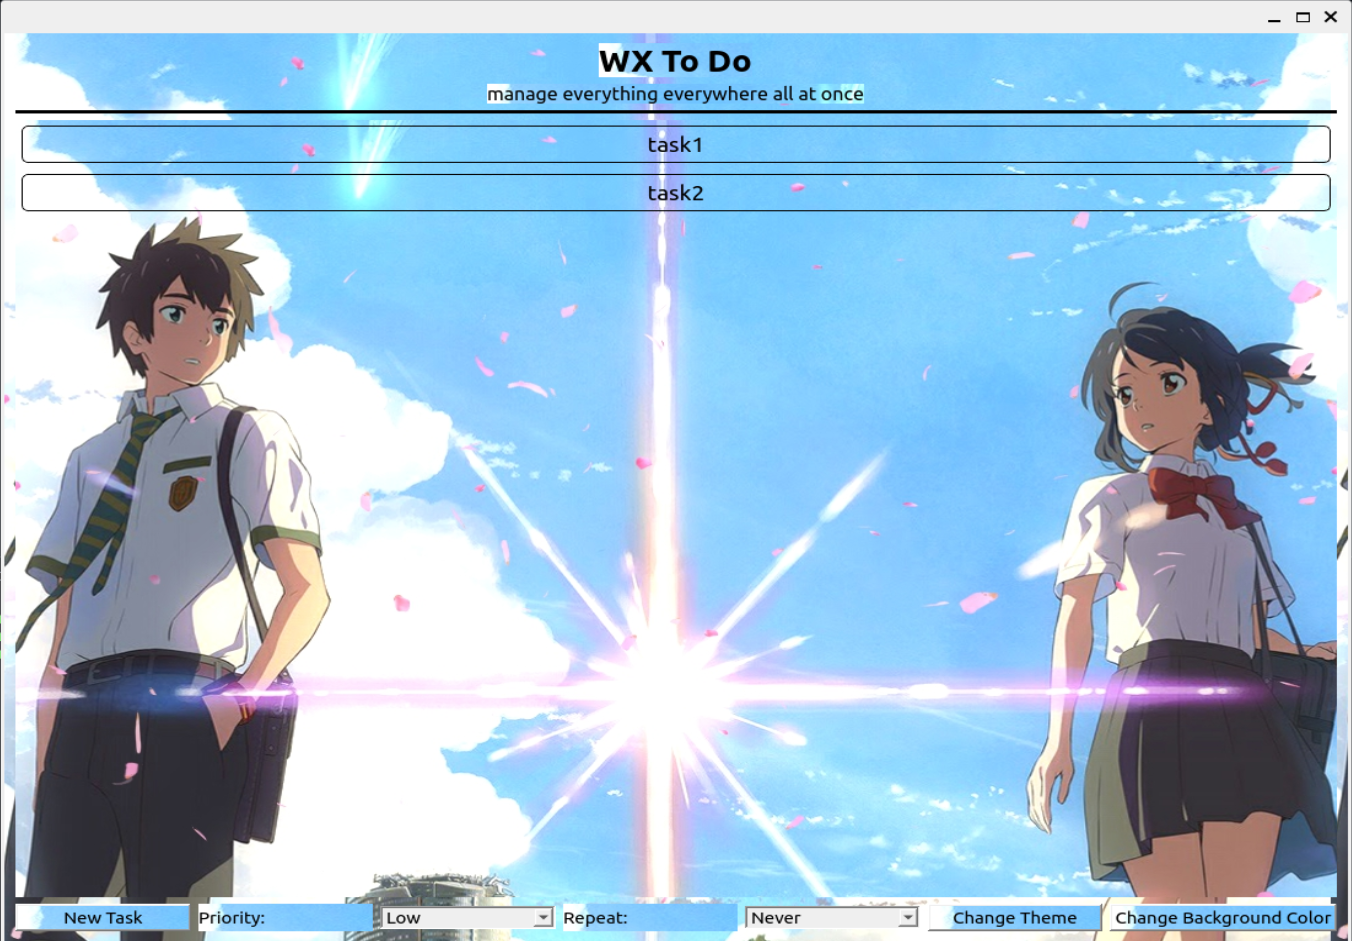 WX To Do
manage everything everywhere all at once
task1
task2
New Task Priority: Low Repeat: Never Change Theme Change Background Color